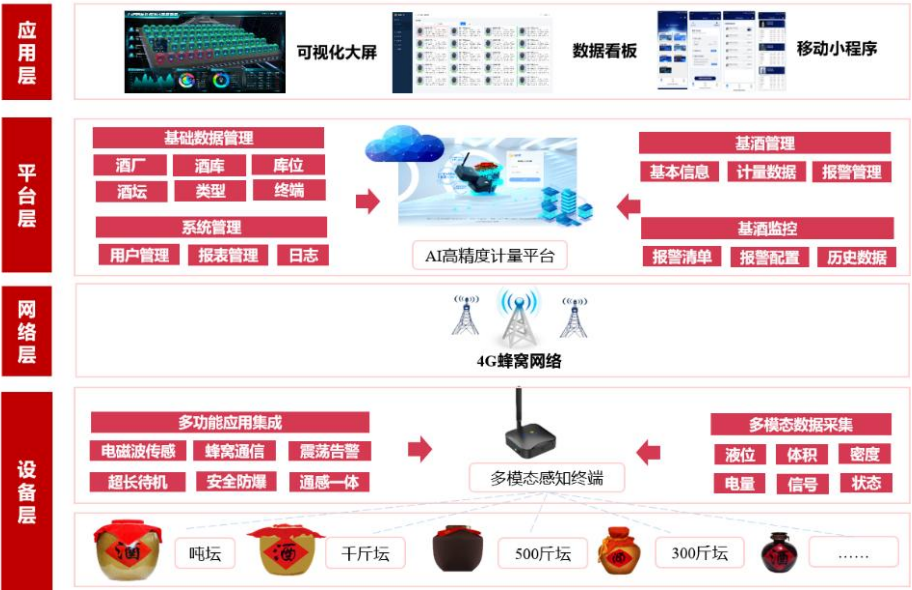 应用层
可视化大屏
数据看板
移动小程序
平台层
基础数据管理
酒厂 酒库 库位
酒坛 类型 终端
系统管理
用户管理 报表管理 日志
AI高精度计量平台
基酒管理
基本信息 计量数据 报警管理
基酒监控
报警清单 报警配置 历史数据
网络层
4G蜂窝网络
设备层
多功能应用集成
电磁波传感 蜂窝通信 震荡告警
超长待机 安全防爆 通感一体
多模态感知终端
多模态数据采集
液位 体积 密度
电量 信号 状态
酒 吨坛
酒 千斤坛
500斤坛
酒 300斤坛
酒 ……